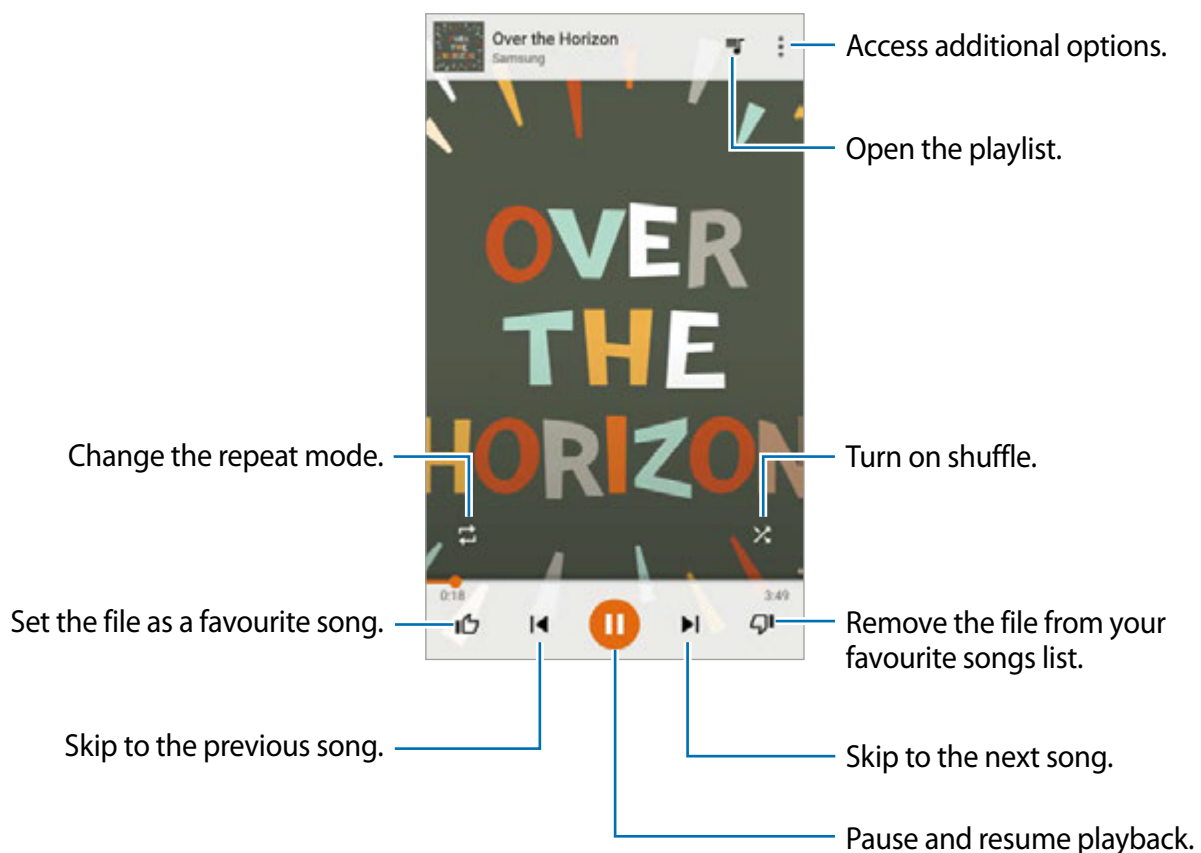 Over the Horizon
Samsung
Access additional options.
Open the playlist.
OVER
THE
HORIZON
Change the repeat mode.
Turn on shuffle.
0:18
3:49
Set the file as a favourite song.
Remove the file from your
favourite songs list.
Skip to the previous song.
Skip to the next song.
Pause and resume playback.